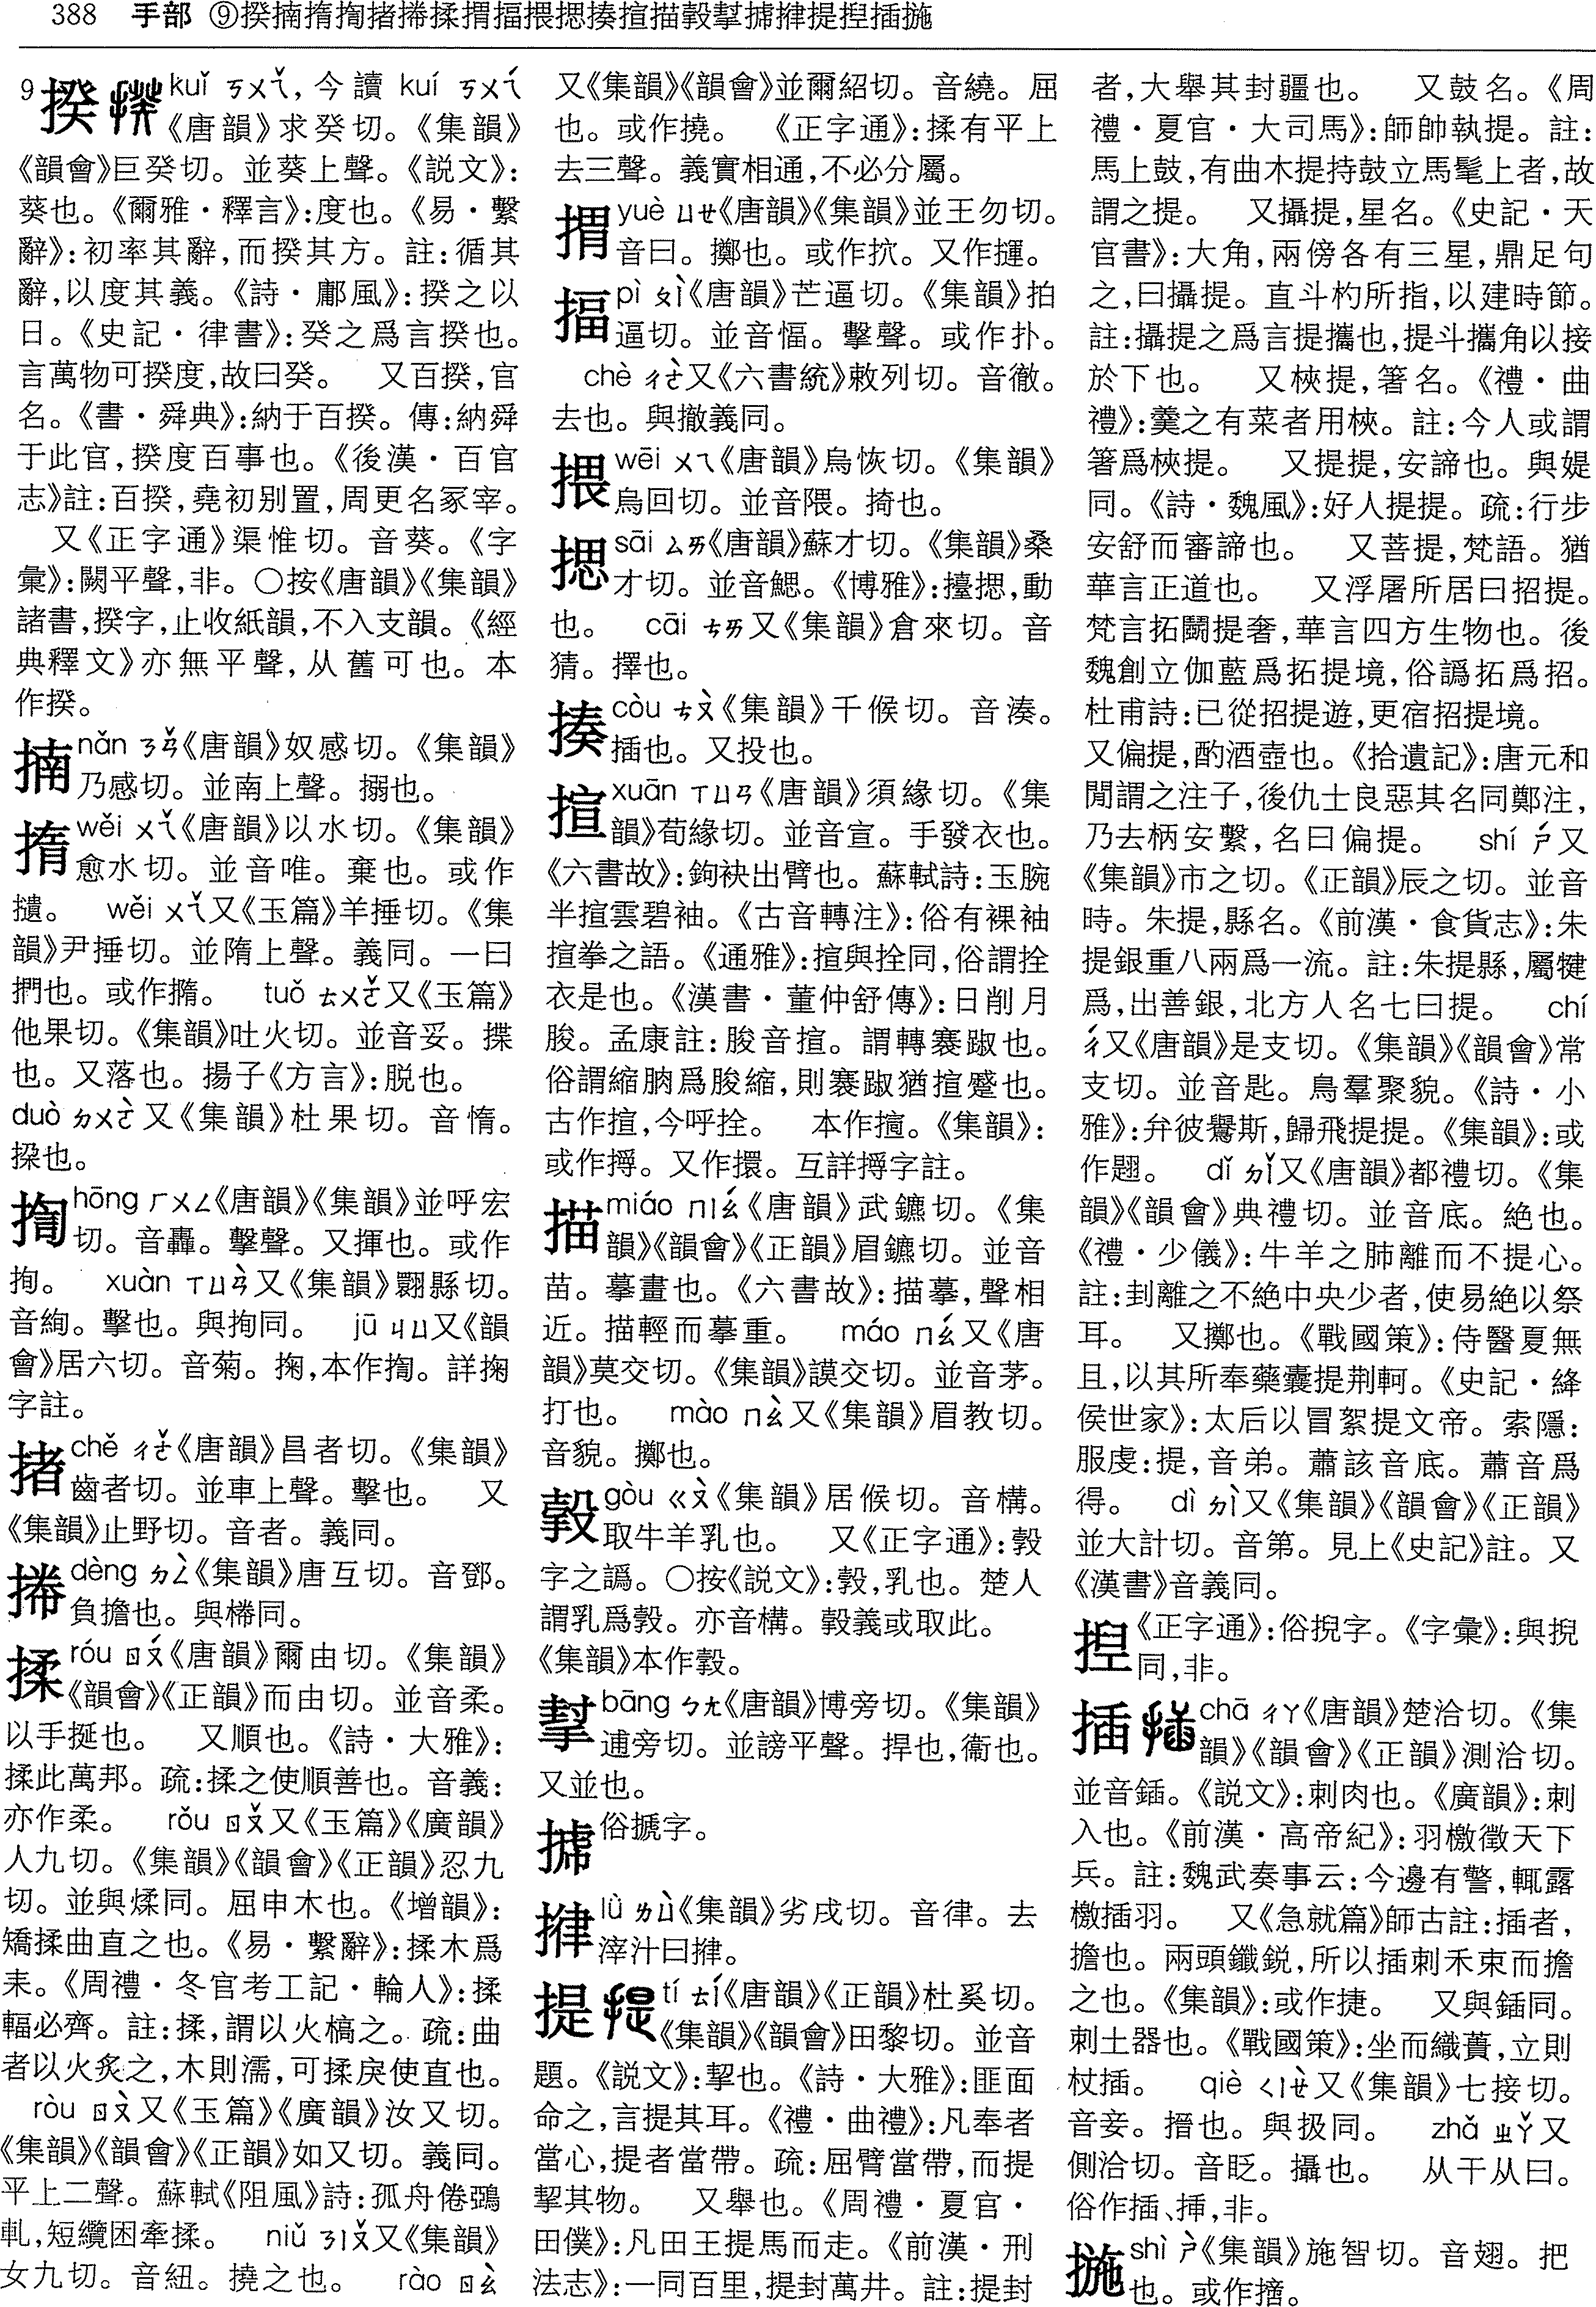 388 手部 ⑨揆揇揹掏揩捲揉揟揊揋揌揍揎描㝅㨍摅㨧提揑插揓
9揆 kuǐ ㄎㄨㄟˇ, 今讀 kuí ㄎㄨㄟˊ
《唐韻》求癸切。《集韻》
《韻會》巨癸切。並葵上聲。《説文》:
葵也。《爾雅・釋言》:度也。《易・繫
辭》:初率其辭,而揆其方。註:循其
辭,以度其義。《詩・鄘風》:揆之以
日。《史記・律書》:癸之爲言揆也。
言萬物可揆度,故曰癸。 又百揆,官
名。《書・舜典》:納于百揆。傳:納舜
于此官,揆度百事也。《後漢・百官
志》註:百揆,堯初别置,周更名冢宰。
又《正字通》渠惟切。音葵。《字
彙》:闕平聲,非。○按《唐韻》《集韻》
諸書,揆字,止收紙韻,不入支韻。《經
典釋文》亦無平聲,从舊可也。本
作揆。
揇 nǎn ㄋㄢˇ《唐韻》奴感切。《集韻》
乃感切。並南上聲。搦也。
wěi ㄨㄟˇ《唐韻》以水切。《集韻》
愈水切。並音唯。棄也。或作
㩯。 wěi ㄨㄟˇ又《玉篇》羊捶切。《集
韻》尹捶切。並隋上聲。義同。一曰
捫也。或作撱。 tuǒ ㄊㄨㄛˇ又《玉篇》
他果切。《集韻》吐火切。並音妥。揲
也。又落也。揚子《方言》:脱也。
duò ㄉㄨㄛˋ又《集韻》杜果切。音惰。
挆也。
揈 hōng ㄏㄨㄥ《唐韻》《集韻》並呼宏
切。音轟。擊聲。又揮也。或作
㧦。 xuàn ㄒㄩㄢˋ又《集韻》翾縣切。
音絢。擊也。與㧦同。 jū ㄐㄩ又《韻
會》居六切。音菊。掬,本作揈。詳掬
字註。
撦 chě ㄔㄜˇ《唐韻》昌者切。《集韻》
齒者切。並車上聲。擊也。 又
《集韻》止野切。音者。義同。
dèng ㄉㄥˋ《集韻》唐互切。音鄧。
負擔也。與㮴同。
揉 róu ㄖㄡˊ《唐韻》爾由切。《集韻》
《韻會》《正韻》而由切。並音柔。
以手挻也。 又順也。《詩・大雅》:
揉此萬邦。疏:揉之使順善也。音義:
亦作柔。 rǒu ㄖㄡˇ又《玉篇》《廣韻》
人九切。《集韻》《韻會》《正韻》忍九
切。並與煣同。屈申木也。《增韻》:
矯揉曲直之也。《易・繫辭》:揉木爲
耒。《周禮・冬官考工記・輪人》:揉
輻必齊。註:揉,謂以火槁之。疏:曲
者以火炙之,木則濡,可揉戾使直也。
ròu ㄖㄡˋ又《玉篇》《廣韻》汝又切。
《集韻》《韻會》《正韻》如又切。義同。
平上二聲。蘇軾《阻風》詩:孤舟倦鵶
軋,短纜困牽揉。 niǔ ㄋㄧㄡˇ又《集韻》
女九切。音紐。撓之也。 rào ㄖㄠˋ
又《集韻》《韻會》並爾紹切。音繞。屈
也。或作撓。 《正字通》:揉有平上
去三聲。義實相通,不必分屬。
yuè ㄩㄝ《唐韻》《集韻》並王勿切。
音曰。擲也。或作抭。又作㩔。
揊 pì ㄆㄧˋ《唐韻》芒逼切。《集韻》拍
逼切。並音愊。擊聲。或作扑。
chè ㄔㄜˋ又《六書統》敕列切。音徹。
去也。與撤義同。
揋 wēi ㄨㄟ《唐韻》烏恢切。《集韻》
烏回切。並音隈。掎也。
揌 sāi ㄙㄞ《唐韻》蘇才切。《集韻》桑
才切。並音鰓。《博雅》:擡揌,動
也。 cāi ㄘㄞ又《集韻》倉來切。音
猜。擇也。
揍 còu ㄘㄡˋ《集韻》千候切。音湊。
插也。又投也。
揎 xuān ㄒㄩㄢ《唐韻》須緣切。《集
韻》荀緣切。並音宣。手發衣也。
《六書故》:鉤袂出臂也。蘇軾詩:玉腕
半揎雲碧袖。《古音轉注》:俗有裸袖
揎拳之語。《通雅》:揎與拴同,俗謂拴
衣是也。《漢書・董仲舒傳》:日削月
朘。孟康註:朘音揎。謂轉褰踧也。
俗謂縮朒爲朘縮,則褰踧猶揎蹙也。
古作揎,今呼拴。 本作擅。《集韻》:
或作捋。又作擐。互詳捋字註。
描 miáo ㄇㄧㄠˊ《唐韻》武鑣切。《集
韻》《韻會》《正韻》眉鑣切。並音
苗。摹畫也。《六書故》:描摹,聲相
近。描輕而摹重。 máo ㄇㄠˊ又《唐
韻》莫交切。《集韻》謨交切。並音茅。
打也。 mào ㄇㄠˋ又《集韻》眉教切。
音貌。擲也。
gòu ㄍㄡˋ《集韻》居候切。音構。
取牛羊乳也。 又《正字通》:㝅
字之譌。○按《説文》:㝅,乳也。楚人
謂乳爲㝅。亦音構。㝅義或取此。
《集韻》本作㝅。
bāng ㄅㄤ《唐韻》博旁切。《集韻》
逋旁切。並謗平聲。捍也,衞也。
又並也。
俗摅字。
lǜ ㄌㄩˋ《集韻》劣戌切。音律。去
滓汁曰㨧。
提 tí ㄊㄧˊ《唐韻》《正韻》杜奚切。
《集韻》《韻會》田黎切。並音
題。《説文》:挈也。《詩・大雅》:匪面
命之,言提其耳。《禮・曲禮》:凡奉者
當心,提者當帶。疏:屈臂當帶,而提
挈其物。 又舉也。《周禮・夏官・
田僕》:凡田王提馬而走。《前漢・刑
法志》:一同百里,提封萬井。註:提封
者,大舉其封疆也。 又鼓名。《周
禮・夏官・大司馬》:師帥執提。註:
馬上鼓,有曲木提持鼓立馬髦上者,故
謂之提。 又攝提,星名。《史記・天
官書》:大角,兩傍各有三星,鼎足句
之,曰攝提。直斗杓所指,以建時節。
註:攝提之爲言提攜也,提斗攜角以接
於下也。 又梜提,箸名。《禮・曲
禮》:羹之有菜者用梜。註:今人或謂
箸爲梜提。 又提提,安諦也。與媞
同。《詩・魏風》:好人提提。疏:行步
安舒而審諦也。 又菩提,梵語。猶
華言正道也。 又浮屠所居曰招提。
梵言拓鬭提奢,華言四方生物也。後
魏創立伽藍爲拓提境,俗譌拓爲招。
杜甫詩:已從招提遊,更宿招提境。
又偏提,酌酒壺也。《拾遺記》:唐元和
閒謂之注子,後仇士良惡其名同鄭注,
乃去柄安繫,名曰偏提。 shí ㄕˊ又
《集韻》市之切。《正韻》辰之切。並音
時。朱提,縣名。《前漢・食貨志》:朱
提銀重八兩爲一流。註:朱提縣,屬犍
爲,出善銀,北方人名七曰提。 chí
ㄔˊ又《唐韻》是支切。《集韻》《韻會》常
支切。並音匙。鳥羣聚貌。《詩・小
雅》:弁彼鸒斯,歸飛提提。《集韻》:或
作翨。 dǐ ㄉㄧˇ又《唐韻》都禮切。《集
韻》《韻會》典禮切。並音底。絶也。
《禮・少儀》:牛羊之肺離而不提心。
註:刲離之不絶中央少者,使易絶以祭
耳。 又擲也。《戰國策》:侍醫夏無
且,以其所奉藥囊提荆軻。《史記・絳
侯世家》:太后以冒絮提文帝。索隱:
服虔:提,音弟。蕭該音底。蕭音爲
得。 dì ㄉㄧˋ又《集韻》《韻會》《正韻》
並大計切。音第。見上《史記》註。又
《漢書》音義同。
揑 《正字通》:俗掜字。《字彙》:與掜
同,非。
插 chā ㄔㄚ《唐韻》楚洽切。《集
韻》《韻會》《正韻》測洽切。
並音鍤。《説文》:刺肉也。《廣韻》:刺
入也。《前漢・高帝紀》:羽檄徵天下
兵。註:魏武奏事云:今邊有警,輒露
檄插羽。 又《急就篇》師古註:插者,
擔也。兩頭鐵鋭,所以插刺禾束而擔
之也。《集韻》:或作捷。 又與鍤同。
刺土器也。《戰國策》:坐而織蕢,立則
杖插。 qiè ㄑㄧㄝˋ又《集韻》七接切。
音妾。搢也。與扱同。 zhǎ ㄓㄚˇ又
側洽切。音眨。攝也。 从干从臼。
俗作插、揷,非。
揓 shì ㄕˋ《集韻》施智切。音翅。把
也。或作㨒。